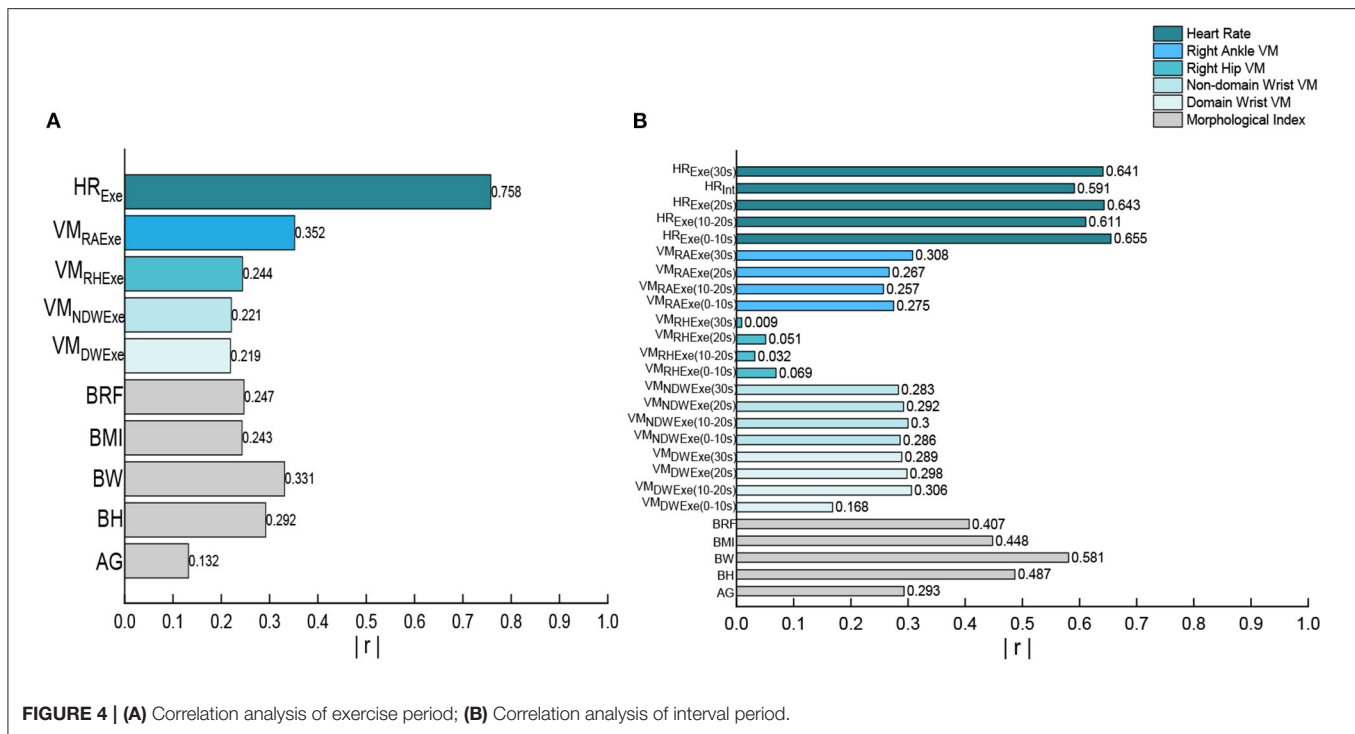 Heart Rate
Right Ankle VM
Right Hip VM
Non-domain Wrist VM
Domain Wrist VM
Morphological Index
A
HRExe 0.758
VMRAExe 0.352
VMRHExe 0.244
VMNDWExe 0.221
VMDWExe 0.219
BRF 0.247
BMI 0.243
BW 0.331
BH 0.292
AG 0.132
0.0 0.1 0.2 0.3 0.4 0.5 0.6 0.7 0.8 0.9 1.0
| r |
B
HRExe(30s) 0.641
HRInt 0.591
HRExe(20s) 0.643
HRExe(10-20s) 0.611
HRExe(0-10s) 0.655
VMRAExe(30s) 0.308
VMRAExe(20s) 0.267
VMRAExe(10-20s) 0.257
VMRAExe(0-10s) 0.275
VMRHExe(30s) 0.009
VMRHExe(20s) 0.051
VMRHExe(10-20s) 0.032
VMRHExe(0-10s) 0.069
VMNDWExe(30s) 0.283
VMNDWExe(20s) 0.292
VMNDWExe(10-20s) 0.3
VMNDWExe(0-10s) 0.286
VMDWExe(30s) 0.289
VMDWExe(20s) 0.298
VMDWExe(10-20s) 0.306
VMDWExe(0-10s) 0.168
BRF 0.407
BMI 0.448
BW 0.581
BH 0.487
AG 0.293
0.0 0.1 0.2 0.3 0.4 0.5 0.6 0.7 0.8 0.9 1.0
| r |
FIGURE 4 | (A) Correlation analysis of exercise period; (B) Correlation analysis of interval period.